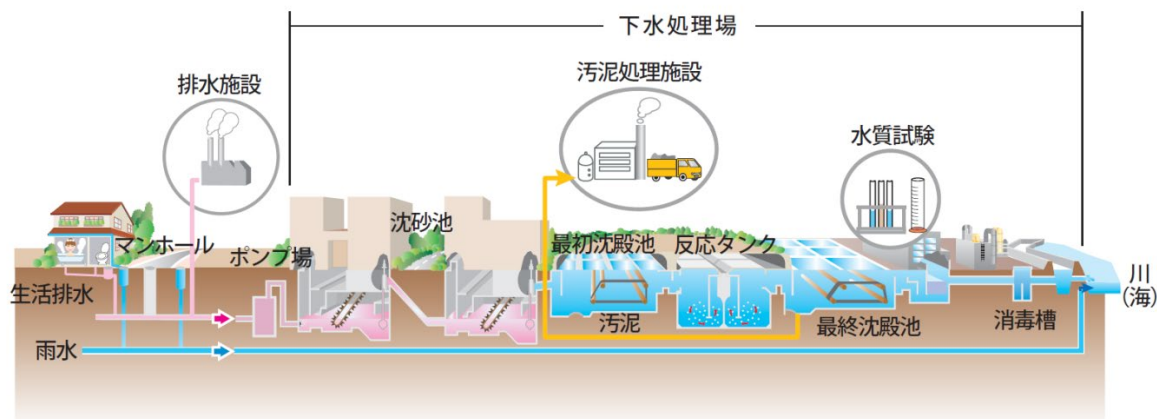 下水処理場
排水施設
汚泥処理施設
水質試験
沈砂池
マンホール
ポンプ場
最初沈殿池
反応タンク
生活排水
汚泥
最終沈殿池
消毒槽
川
(海)
雨水